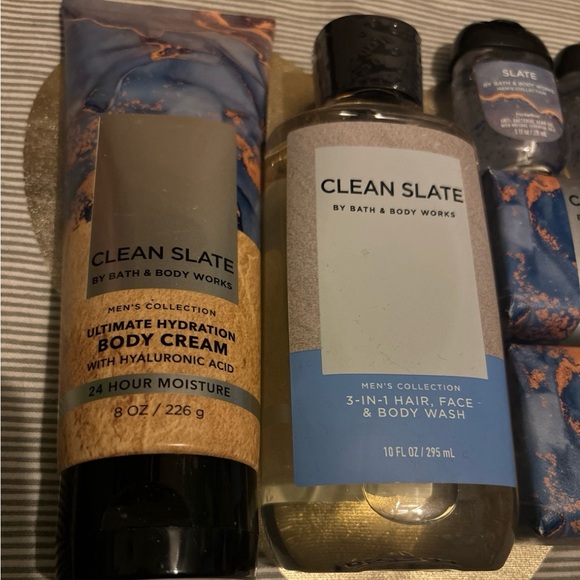 CLEAN SLATE
BY BATH & BODY WORKS
MEN'S COLLECTION
ULTIMATE HYDRATION
BODY CREAM
WITH HYALURONIC ACID
24 HOUR MOISTURE
8 OZ / 226 g
CLEAN SLATE
BY BATH & BODY WORKS
MEN'S COLLECTION
3-IN-1 HAIR, FACE
& BODY WASH
10 FL OZ / 295 mL
SLATE
BY BATH & BODY WORKS
MEN'S COLLECTION